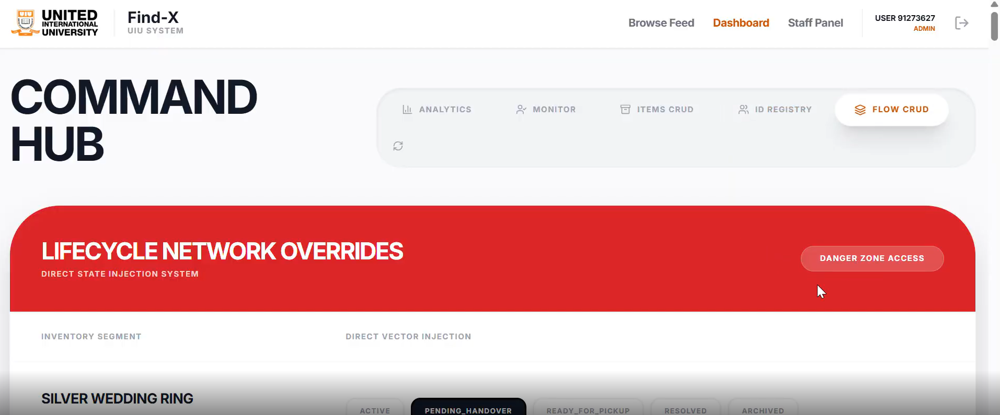 UNITED
INTERNATIONAL
UNIVERSITY
Find-X
UIU SYSTEM
Browse Feed
Dashboard
Staff Panel
USER 91273627
ADMIN
COMMAND
HUB
ANALYTICS
MONITOR
ITEMS CRUD
ID REGISTRY
FLOW CRUD
LIFECYCLE NETWORK OVERRIDES
DIRECT STATE INJECTION SYSTEM
DANGER ZONE ACCESS
INVENTORY SEGMENT
DIRECT VECTOR INJECTION
SILVER WEDDING RING
ACTIVE
PENDING_HANDOVER
READY_FOR_PICKUP
RESOLVED
ARCHIVED